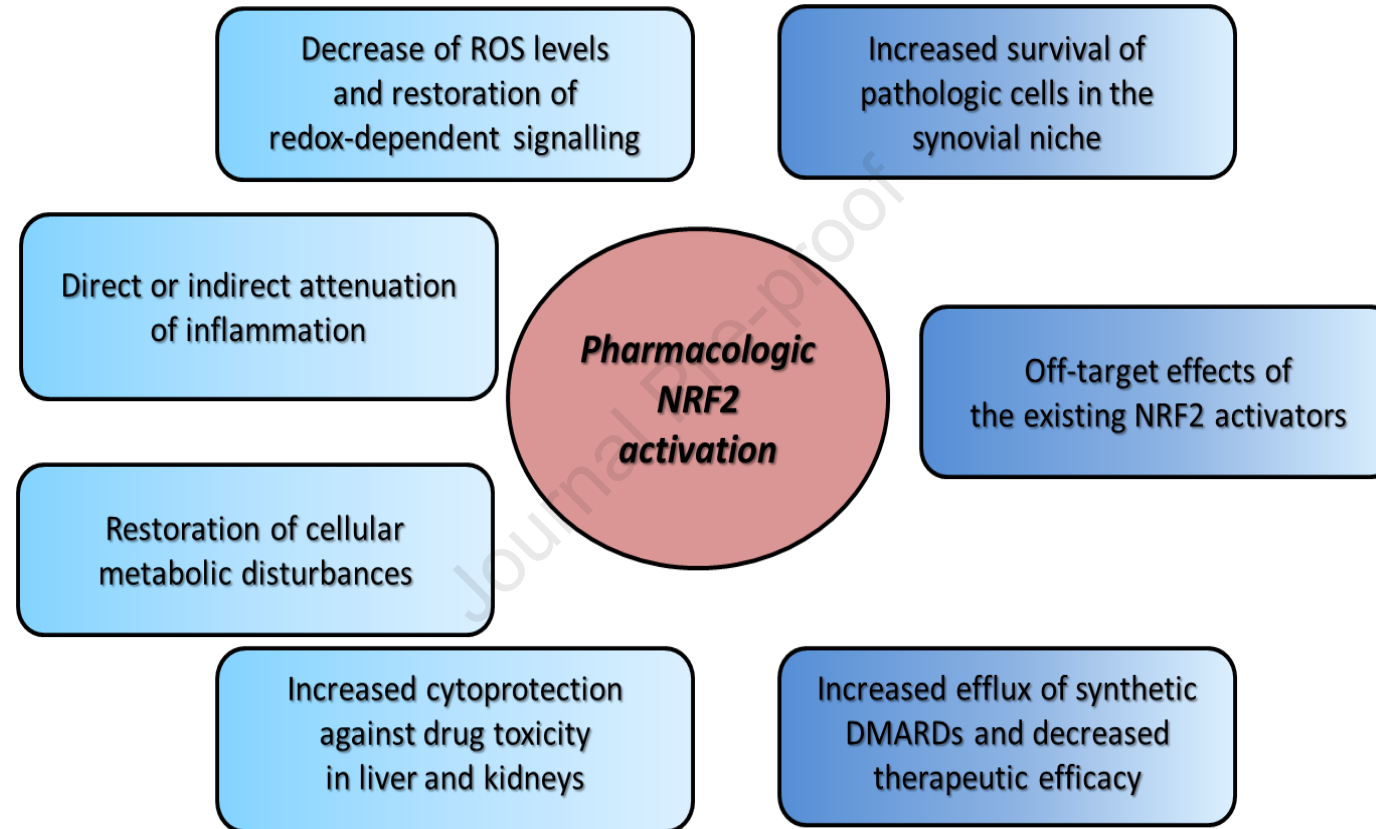 Decrease of ROS levels
and restoration of
redox-dependent signalling
Increased survival of
pathologic cells in the
synovial niche
Direct or indirect attenuation
of inflammation
Pharmacologic
NRF2
activation
Off-target effects of
the existing NRF2 activators
Restoration of cellular
metabolic disturbances
Increased cytoprotection
against drug toxicity
in liver and kidneys
Increased efflux of synthetic
DMARDs and decreased
therapeutic efficacy
Journal Pre-proof